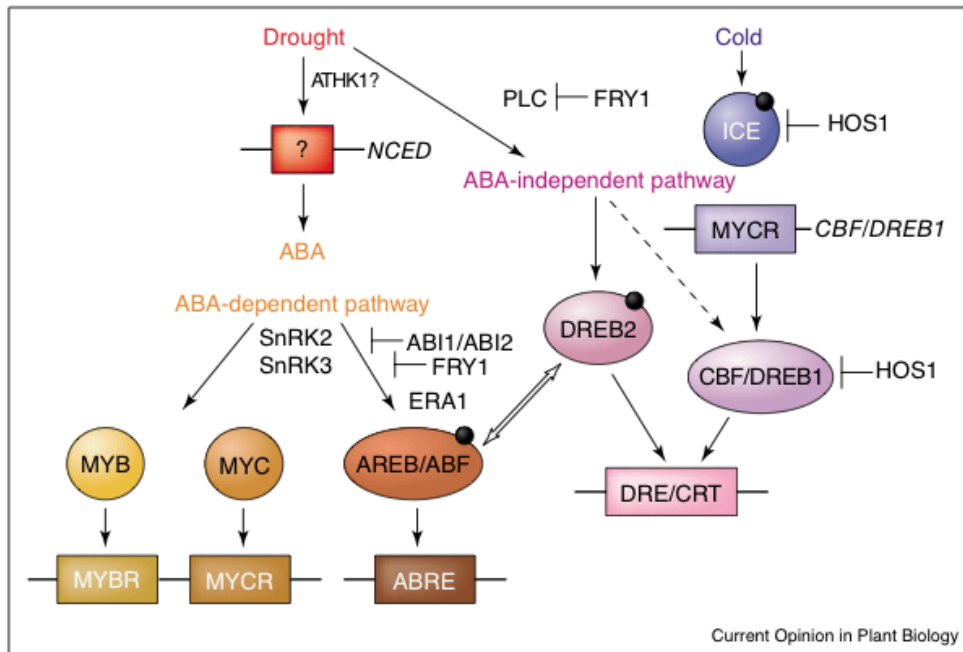 Drought
Cold
ATHK1?
PLC
FRY1
ICE
HOS1
?
NCED
ABA-independent pathway
MYCR
CBF/DREB1
ABA
ABA-dependent pathway
DREB2
SnRK2
ABI1/ABI2
SnRK3
FRY1
CBF/DREB1
HOS1
ERA1
MYB
MYC
AREB/ABF
DRE/CRT
MYBR
MYCR
ABRE
Current Opinion in Plant Biology